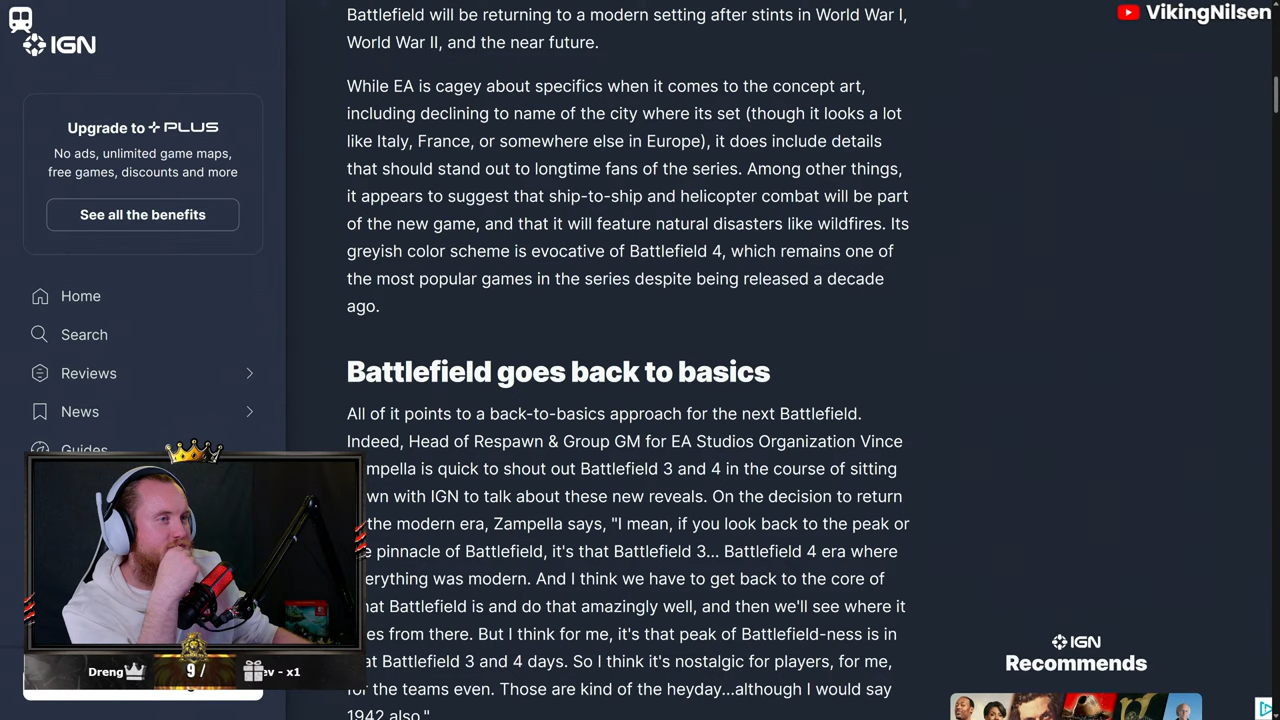 VikingNilsen
IGN
Upgrade to PLUS
No ads, unlimited game maps,
free games, discounts and more
See all the benefits
Home
Search
Reviews
News
Guides
Battlefield will be returning to a modern setting after stints in World War I,
World War II, and the near future.
While EA is cagey about specifics when it comes to the concept art,
including declining to name of the city where its set (though it looks a lot
like Italy, France, or somewhere else in Europe), it does include details
that should stand out to longtime fans of the series. Among other things,
it appears to suggest that ship-to-ship and helicopter combat will be part
of the new game, and that it will feature natural disasters like wildfires. Its
greyish color scheme is evocative of Battlefield 4, which remains one of
the most popular games in the series despite being released a decade
ago.
Battlefield goes back to basics
All of it points to a back-to-basics approach for the next Battlefield.
Indeed, Head of Respawn & Group GM for EA Studios Organization Vince
ampella is quick to shout out Battlefield 3 and 4 in the course of sitting
wn with IGN to talk about these new reveals. On the decision to return
the modern era, Zampella says, "I mean, if you look back to the peak or
e pinnacle of Battlefield, it's that Battlefield 3... Battlefield 4 era where
erything was modern. And I think we have to get back to the core of
hat Battlefield is and do that amazingly well, and then we'll see where it
es from there. But I think for me, it's that peak of Battlefield-ness is in
at Battlefield 3 and 4 days. So I think it's nostalgic for players, for me,
for the teams even. Those are kind of the heyday...although I would say
1942 also."
IGN
Recommends
Dreng
9 /
ev - x1